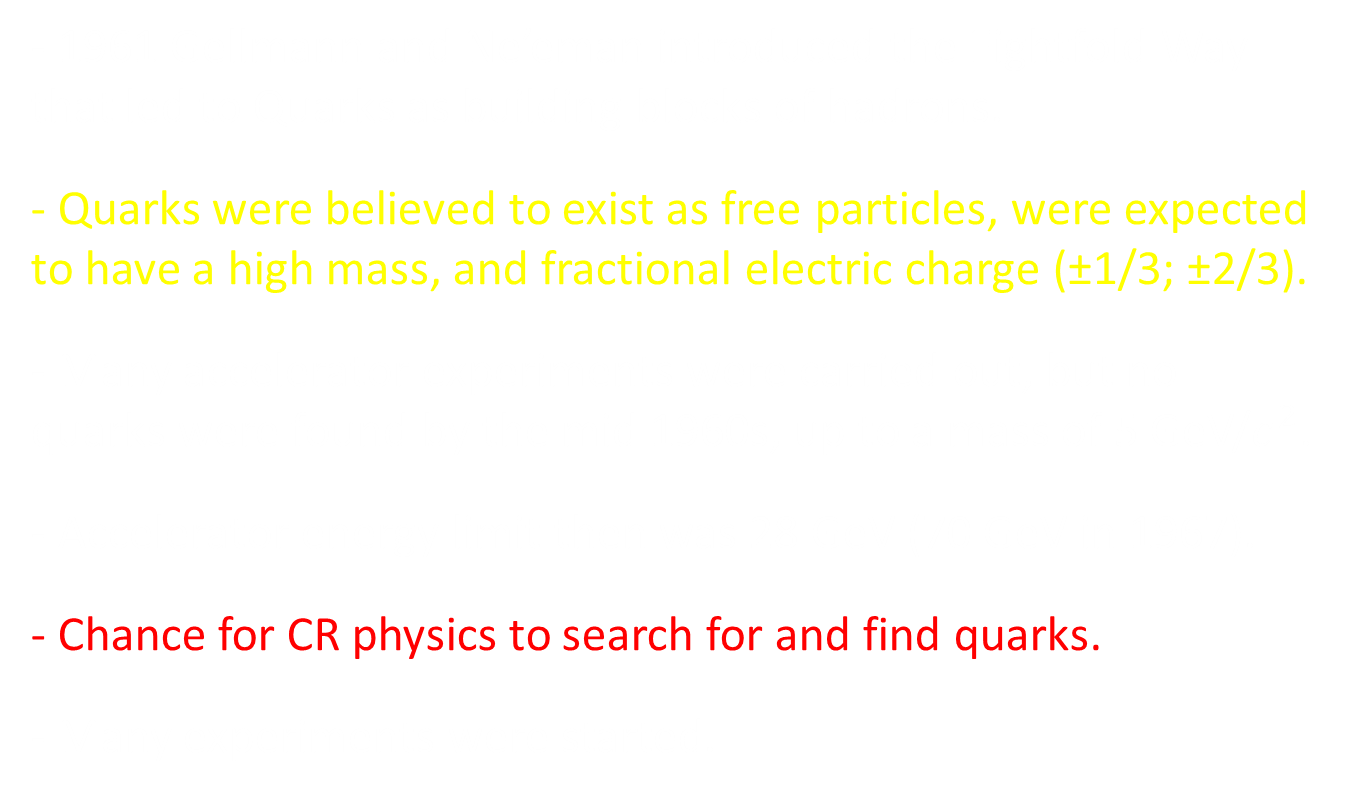 - Quarks were believed to exist as free particles, were expected
to have a high mass, and fractional electric charge (±1/3; ±2/3).
- Chance for CR physics to search for and find quarks.